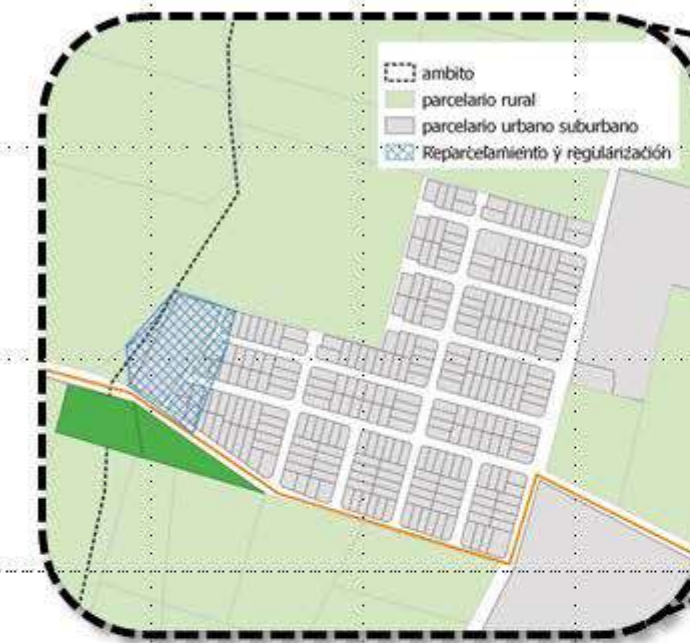 ambito
parcelario rural
parcelario urbano suburbano
Reparcelamiento y regularización